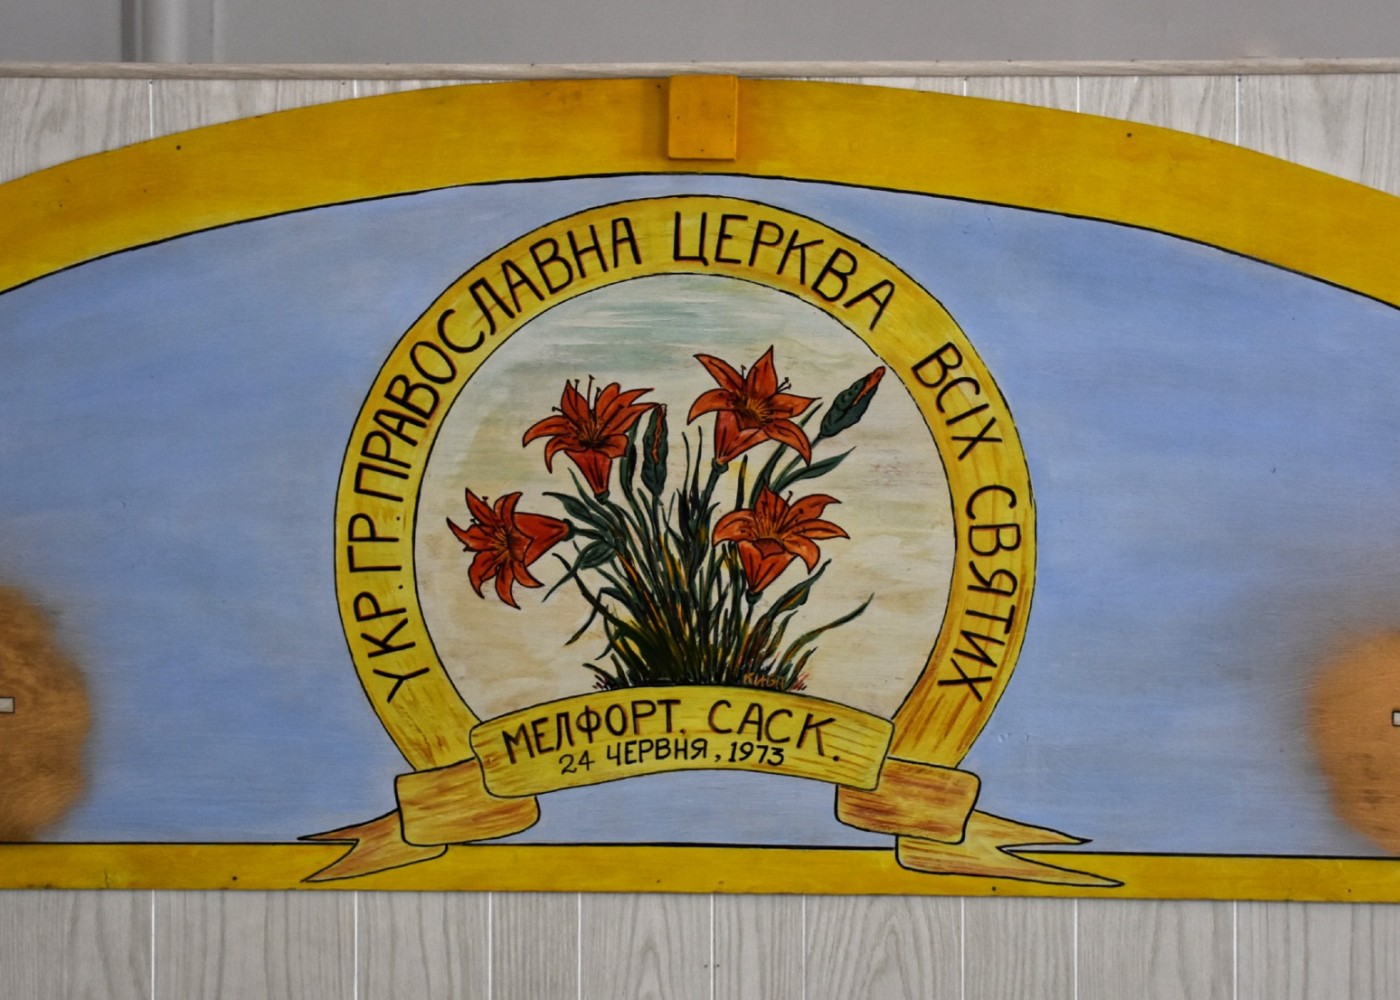 УКР. ГР. ПРАВОСЛАВНА ЦЕРКВА ВСІХ СВЯТИХ
МЕЛФОРТ. САСК.
24 ЧЕРВНЯ, 1973